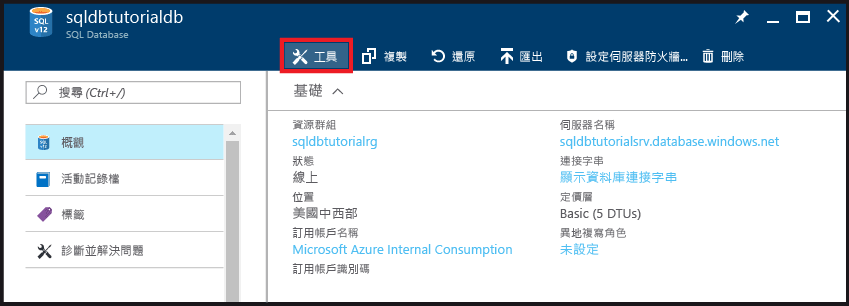 SQL v12
sqldbtutorialdb
SQL Database
工具
複製
還原
匯出
設定伺服器防火牆...
刪除
搜尋 (Ctrl+/)
SQL v12
概觀
活動記錄檔
標籤
診斷並解決問題
基礎
資源群組
sqldbtutorialrg
狀態
線上
位置
美國中西部
訂用帳戶名稱
Microsoft Azure Internal Consumption
訂用帳戶識別碼
伺服器名稱
sqldbtutorialsrv.database.windows.net
連接字串
顯示資料庫連接字串
定價層
Basic (5 DTUs)
異地複寫角色
未設定